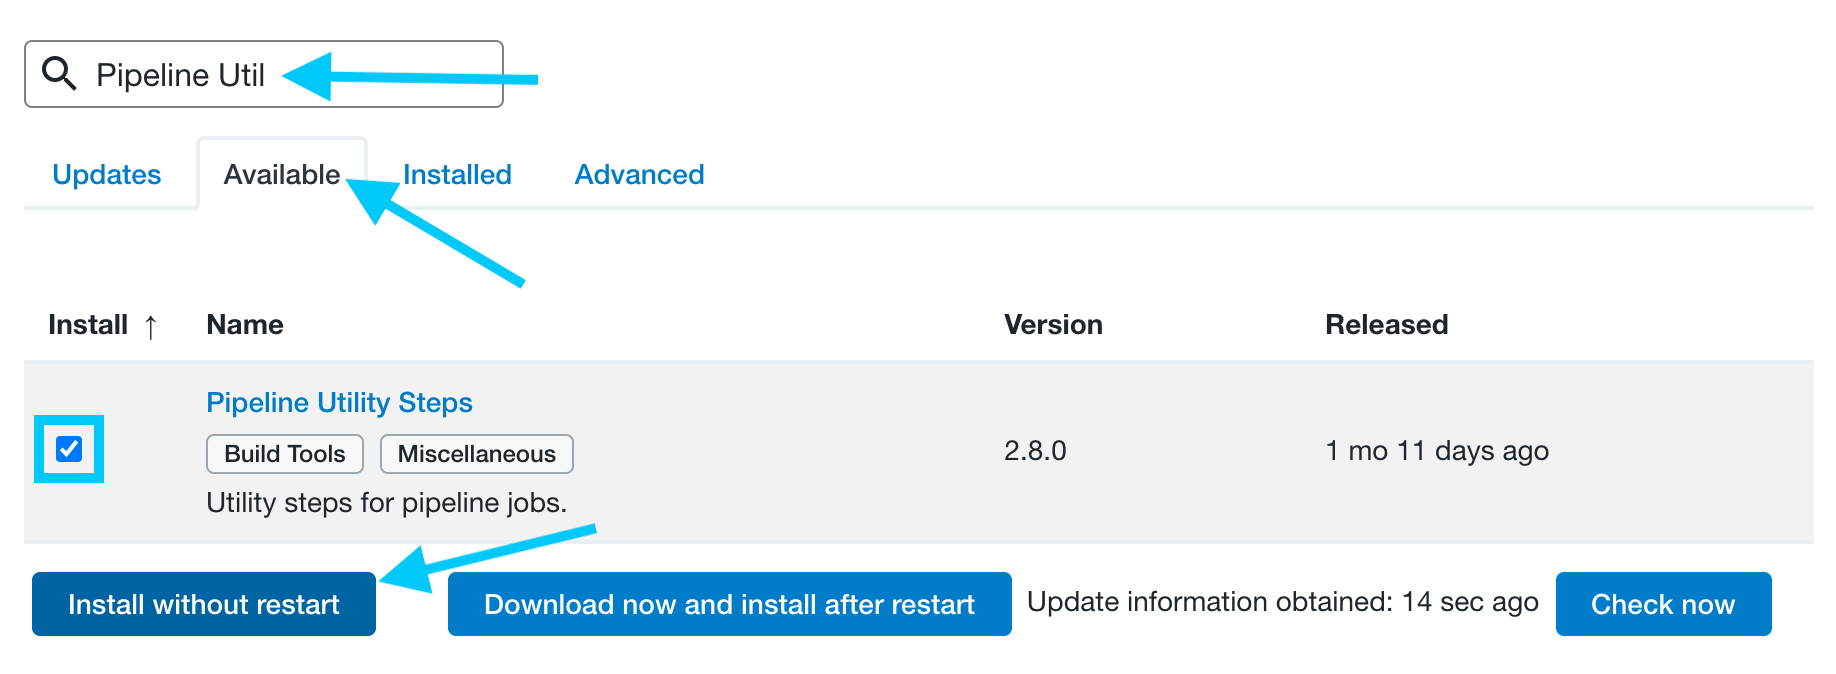 Pipeline Util
Updates Available Installed Advanced
Install ↑ Name Version Released
Pipeline Utility Steps
Build Tools Miscellaneous
2.8.0 1 mo 11 days ago
Utility steps for pipeline jobs.
Install without restart Download now and install after restart Update information obtained: 14 sec ago Check now